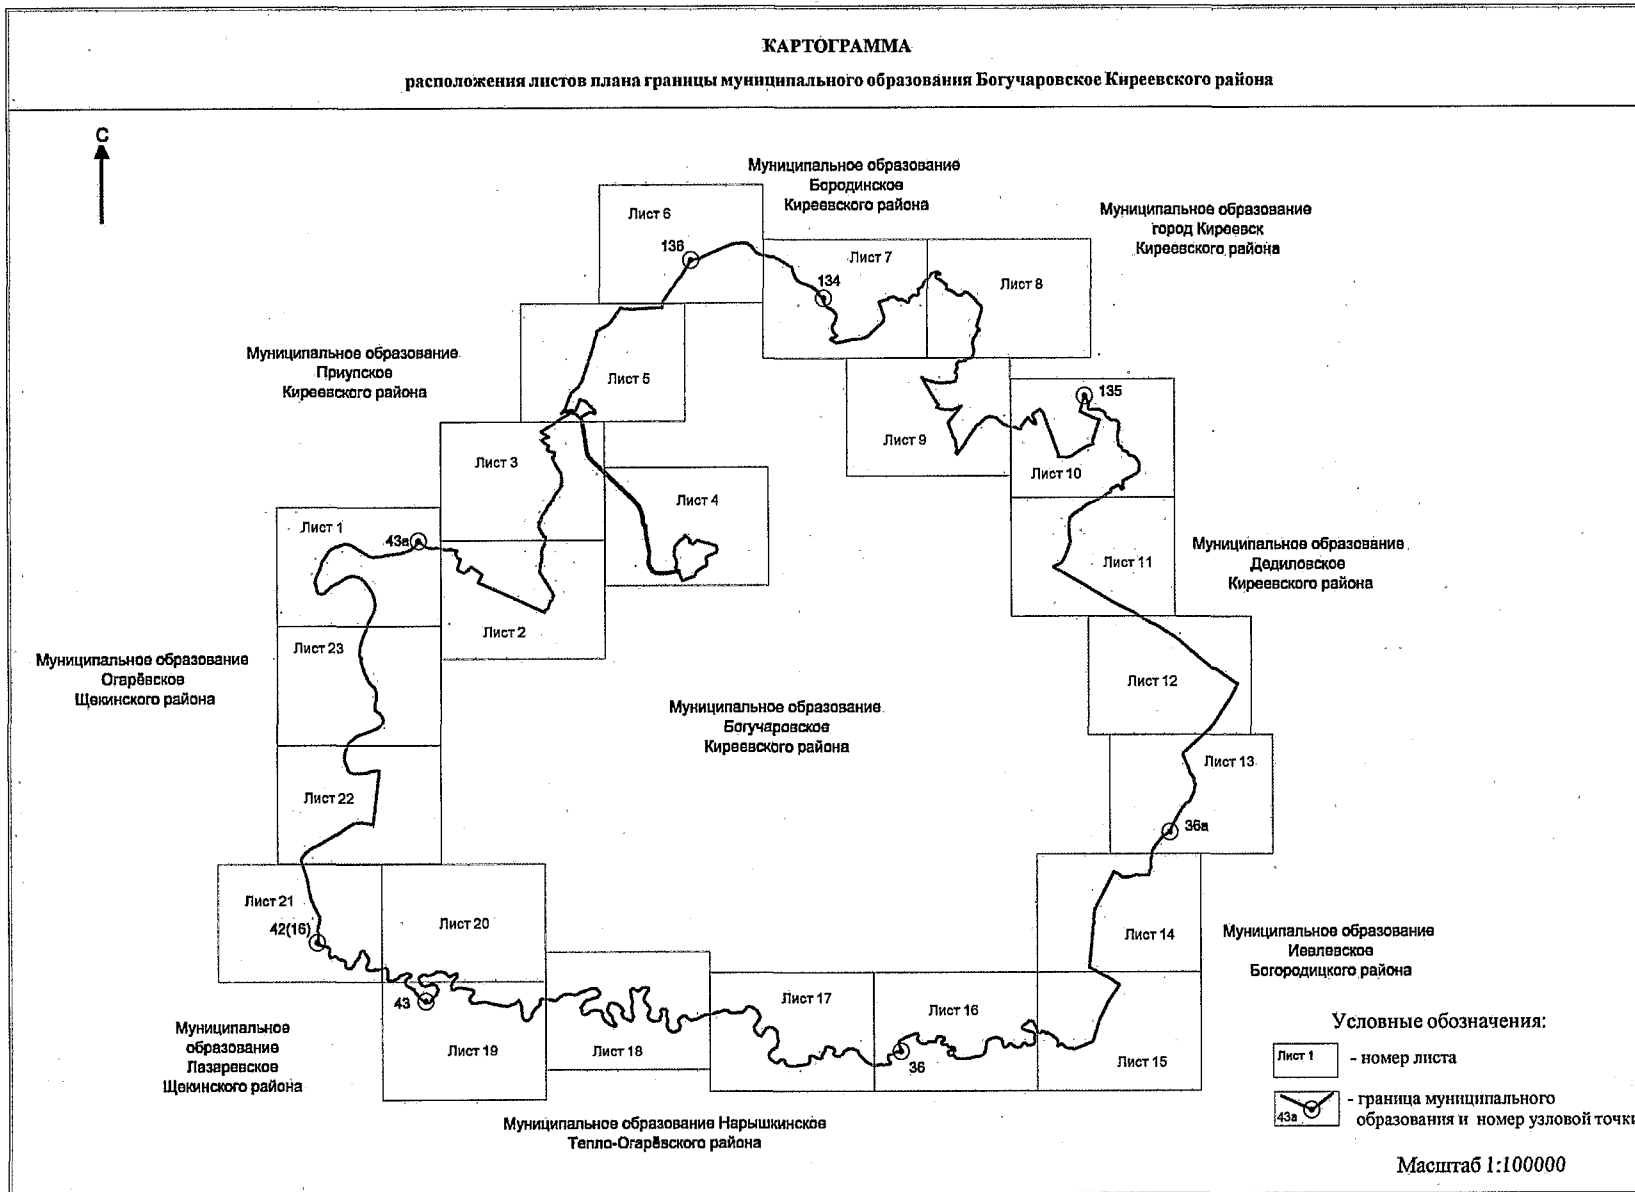 КАРТОГРАММА
расположения листов плана границы муниципального образования Богучаровское Киреевского района
С
Муниципальное образование
Бородинское
Киреевского района
Муниципальное образование
город Киреевск
Киреевского района
Лист 6
136
Лист 7
134
Лист 8
Муниципальное образование
Приупское
Киреевского района
Лист 5
135
Лист 9
Лист 10
Лист 3
Лист 4
Лист 1
43а
Лист 11
Муниципальное образование
Дедиловское
Киреевского района
Лист 2
Лист 23
Муниципальное образование
Огарёвское
Щекинского района
Лист 12
Муниципальное образование
Богучаровское
Киреевского района
Лист 13
Лист 22
36а
Лист 21
42(16)
Лист 20
Лист 14
Муниципальное образование
Иевлевское
Богородицкого района
43
Лист 17
Лист 16
Лист 19
Лист 18
36
Лист 15
Муниципальное
образование
Лазаревское
Щекинского района
Муниципальное образование Нарышкинское
Тепло-Огарёвского района
Условные обозначения:
Лист 1 - номер листа
43а - граница муниципального
образования и номер узловой точки
Масштаб 1:100000